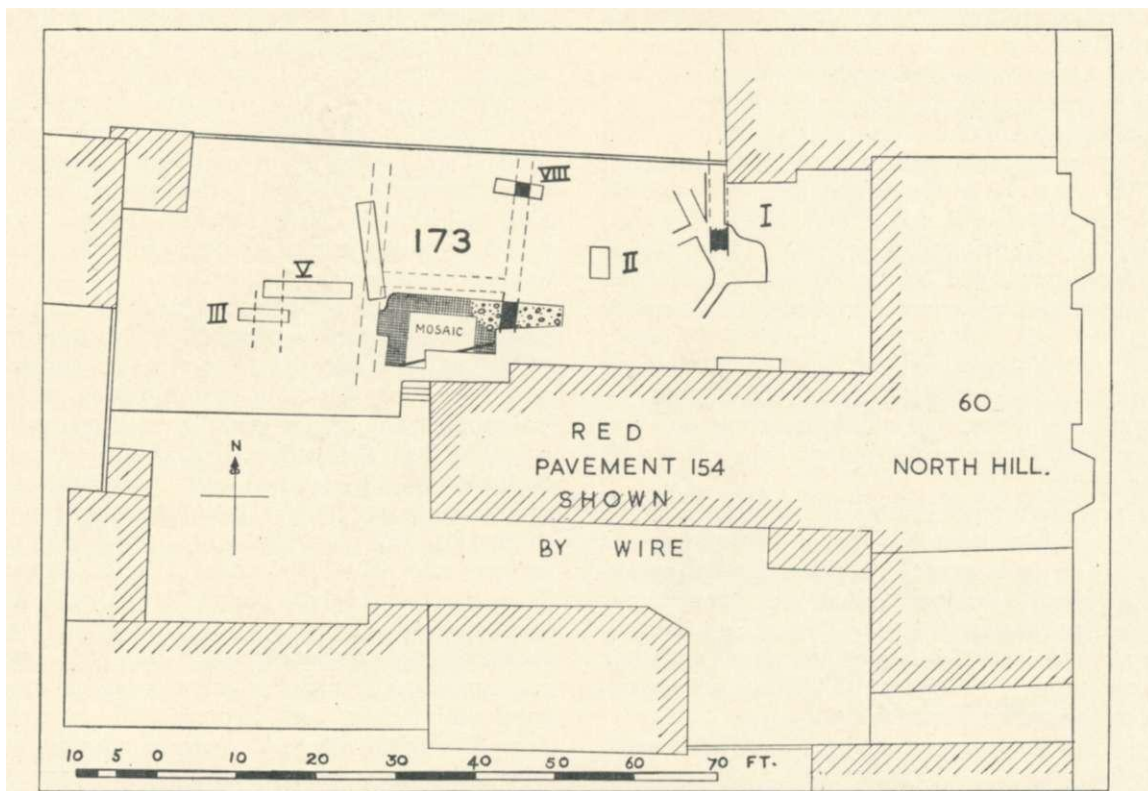 VIII
173
I
II
V
III
MOSAIC
60
RED
PAVEMENT 154
NORTH HILL.
SHOWN
N
BY WIRE
10 5 0 10 20 30 40 50 60 70 FT.